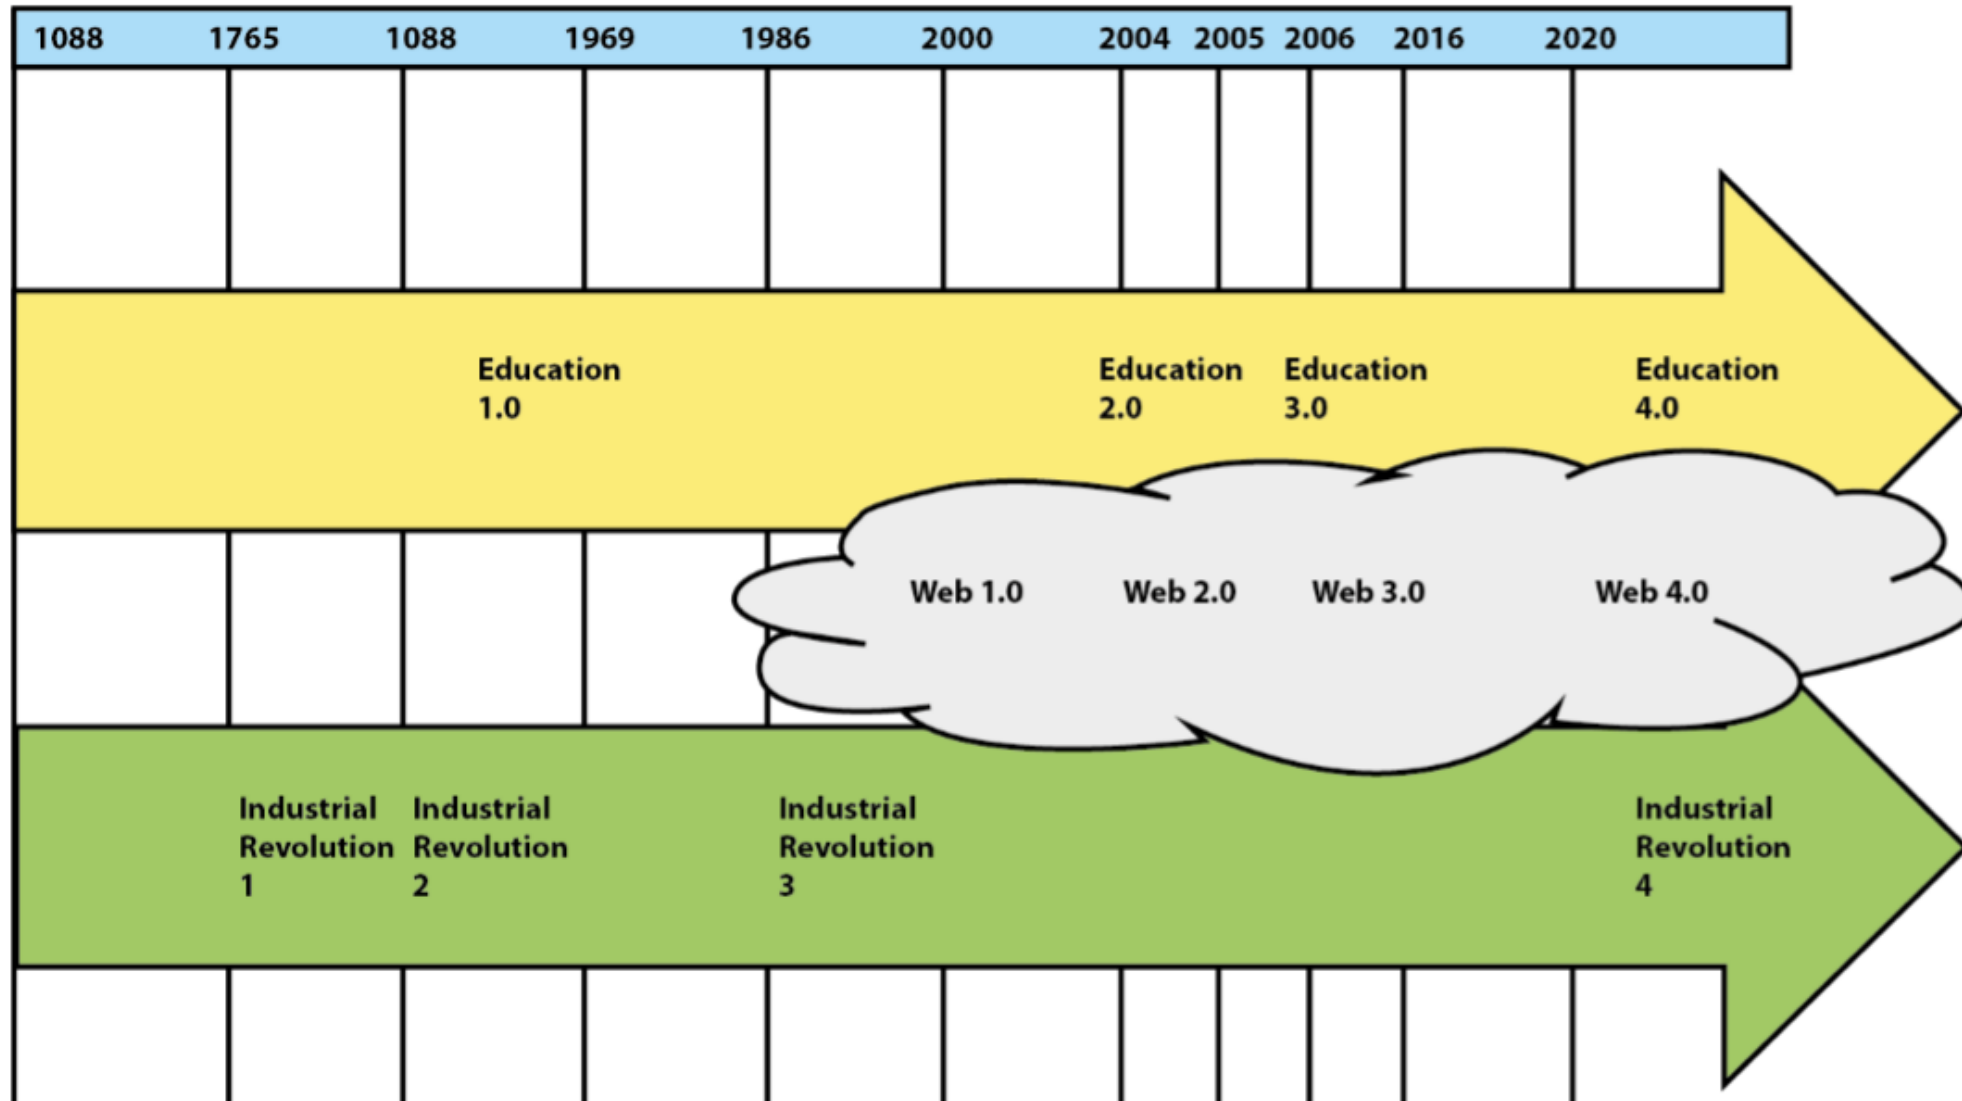 1088 1765 1088 1969 1986 2000 2004 2005 2006 2016 2020
Education Education Education Education
1.0 2.0 3.0 4.0
Web 1.0 Web 2.0 Web 3.0 Web 4.0
Industrial Industrial Industrial Industrial
Revolution Revolution Revolution Revolution
1 2 3 4